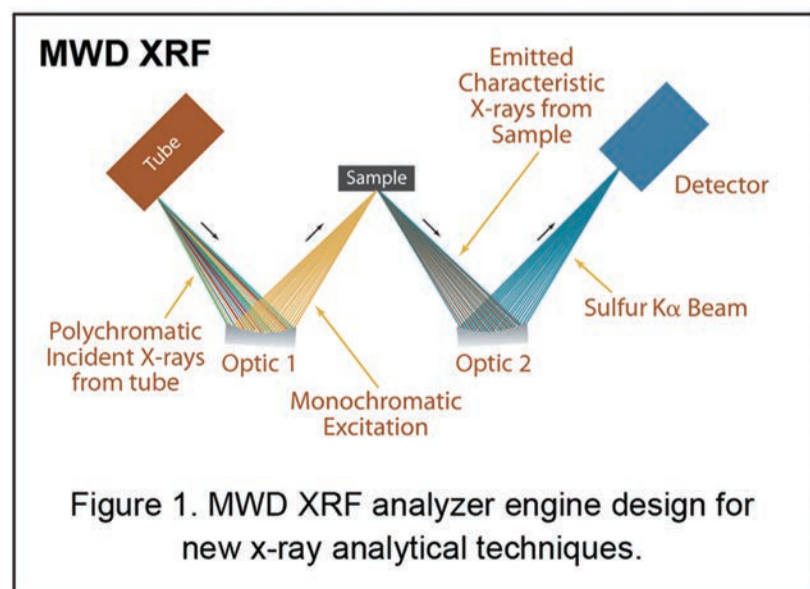 MWD XRF
Tube
Sample
Emitted
Characteristic
X-rays from
Sample
Detector
Polychromatic
Incident X-rays
from tube
Optic 1
Monochromatic
Excitation
Optic 2
Sulfur Kα Beam
Figure 1. MWD XRF analyzer engine design for
new x-ray analytical techniques.